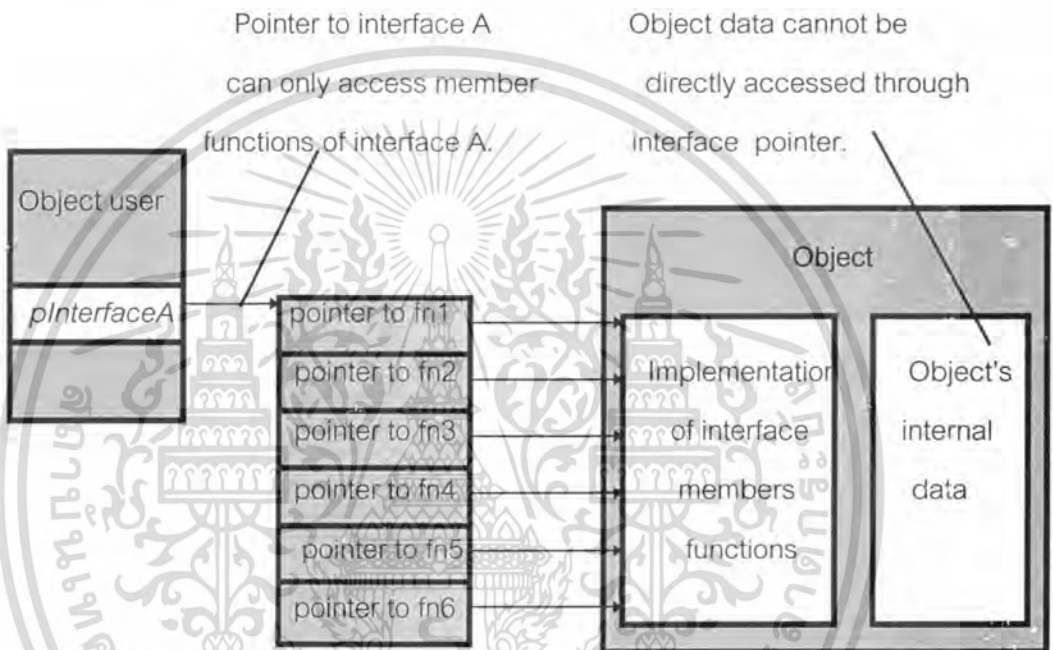 Pointer to interface A
can only access member
functions of interface A.
Object data cannot be
directly accessed through
interface pointer.
Object user
pInterfaceA
pointer to fn1
pointer to fn2
pointer to fn3
pointer to fn4
pointer to fn5
pointer to fn6
Object
Implementation
of interface
members
functions
Object's
internal
data